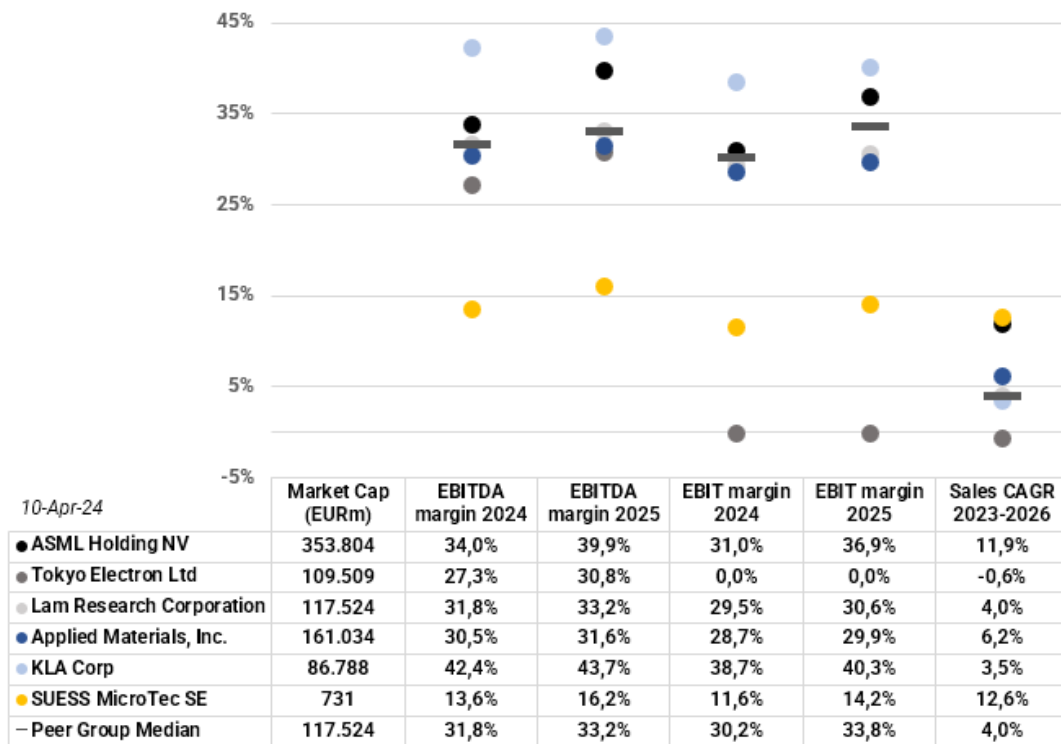 45%
35%
25%
15%
5%
-5%
10-Apr-24
Market Cap (EURm)
EBITDA margin 2024
EBITDA margin 2025
EBIT margin 2024
EBIT margin 2025
Sales CAGR 2023-2026
ASML Holding NV 353.804 34,0% 39,9% 31,0% 36,9% 11,9%
Tokyo Electron Ltd 109.509 27,3% 30,8% 0,0% 0,0% -0,6%
Lam Research Corporation 117.524 31,8% 33,2% 29,5% 30,6% 4,0%
Applied Materials, Inc. 161.034 30,5% 31,6% 28,7% 29,9% 6,2%
KLA Corp 86.788 42,4% 43,7% 38,7% 40,3% 3,5%
SUESS MicroTec SE 731 13,6% 16,2% 11,6% 14,2% 12,6%
Peer Group Median 117.524 31,8% 33,2% 30,2% 33,8% 4,0%